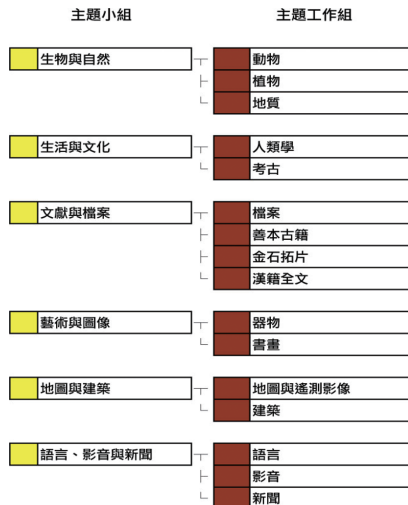 主題小組 主題工作組
生物與自然 動物
植物
地質
生活與文化 人類學
考古
文獻與檔案 檔案
善本古籍
金石拓片
漢籍全文
藝術與圖像 器物
書畫
地圖與建築 地圖與遙測影像
建築
語言、影音與新聞 語言
影音
新聞